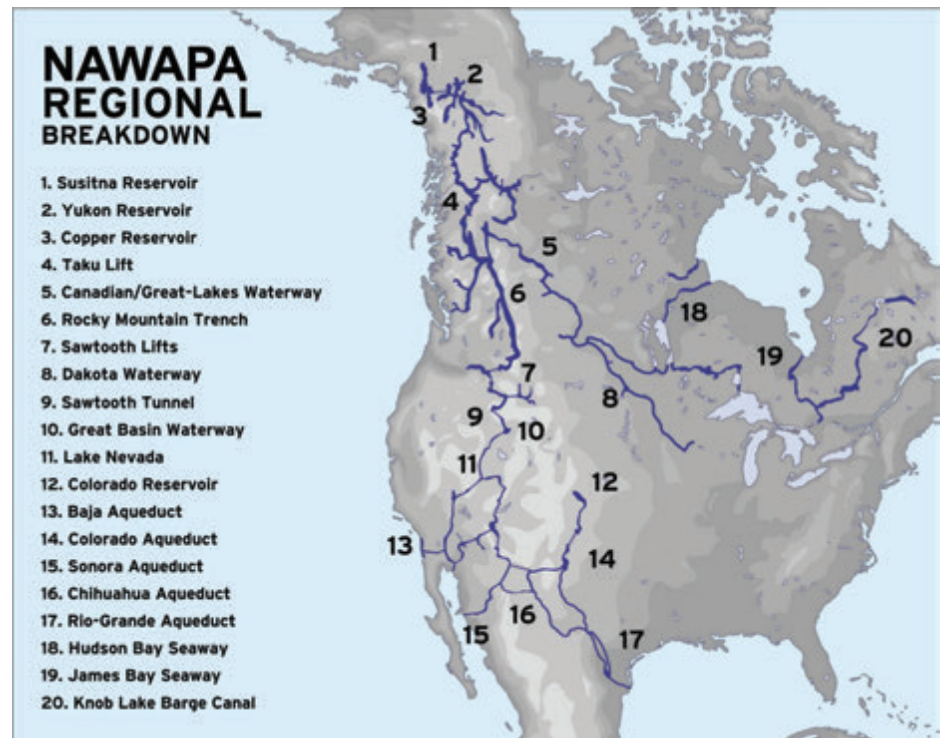 NAWAPA
REGIONAL
BREAKDOWN
1. Susitna Reservoir
2. Yukon Reservoir
3. Copper Reservoir
4. Taku Lift
5. Canadian/Great-Lakes Waterway
6. Rocky Mountain Trench
7. Sawtooth Lifts
8. Dakota Waterway
9. Sawtooth Tunnel
10. Great Basin Waterway
11. Lake Nevada
12. Colorado Reservoir
13. Baja Aqueduct
14. Colorado Aqueduct
15. Sonora Aqueduct
16. Chihuahua Aqueduct
17. Rio-Grande Aqueduct
18. Hudson Bay Seaway
19. James Bay Seaway
20. Knob Lake Barge Canal
1
2
3
4
5
6
18
20
19
7
8
9
10
11
12
13
14
16
15
17